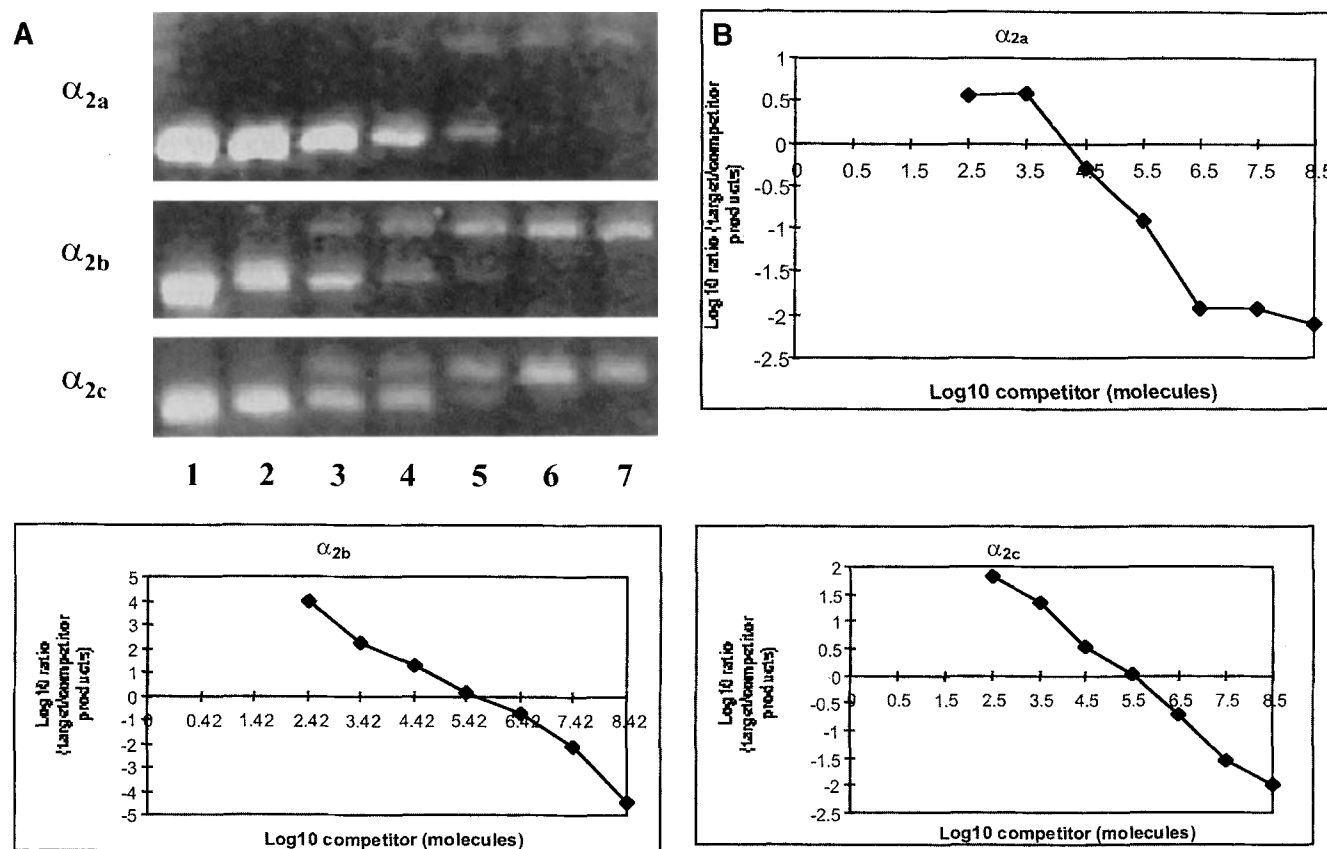 A
α2a
α2b
α2c
1 2 3 4 5 6 7
B
α2a
Log10 ratio (target/competitor
products)
1
0.5
0
-0.5
-1
-1.5
-2
-2.5
0 0.5 1.5 2.5 3.5 4.5 5.5 6.5 7.5 8.5
Log10 competitor (molecules)
α2b
Log10 ratio
(target/competitor
products)
5
4
3
2
1
0
-1
-2
-3
-4
-5
0 0.42 1.42 2.42 3.42 4.42 5.42 6.42 7.42 8.42
Log10 competitor (molecules)
α2c
Log10 ratio
(target/competitor
products)
2
1.5
1
0.5
0
-0.5
-1
-1.5
-2
-2.5
0 0.5 1.5 2.5 3.5 4.5 5.5 6.5 7.5 8.5
Log10 competitor (molecules)